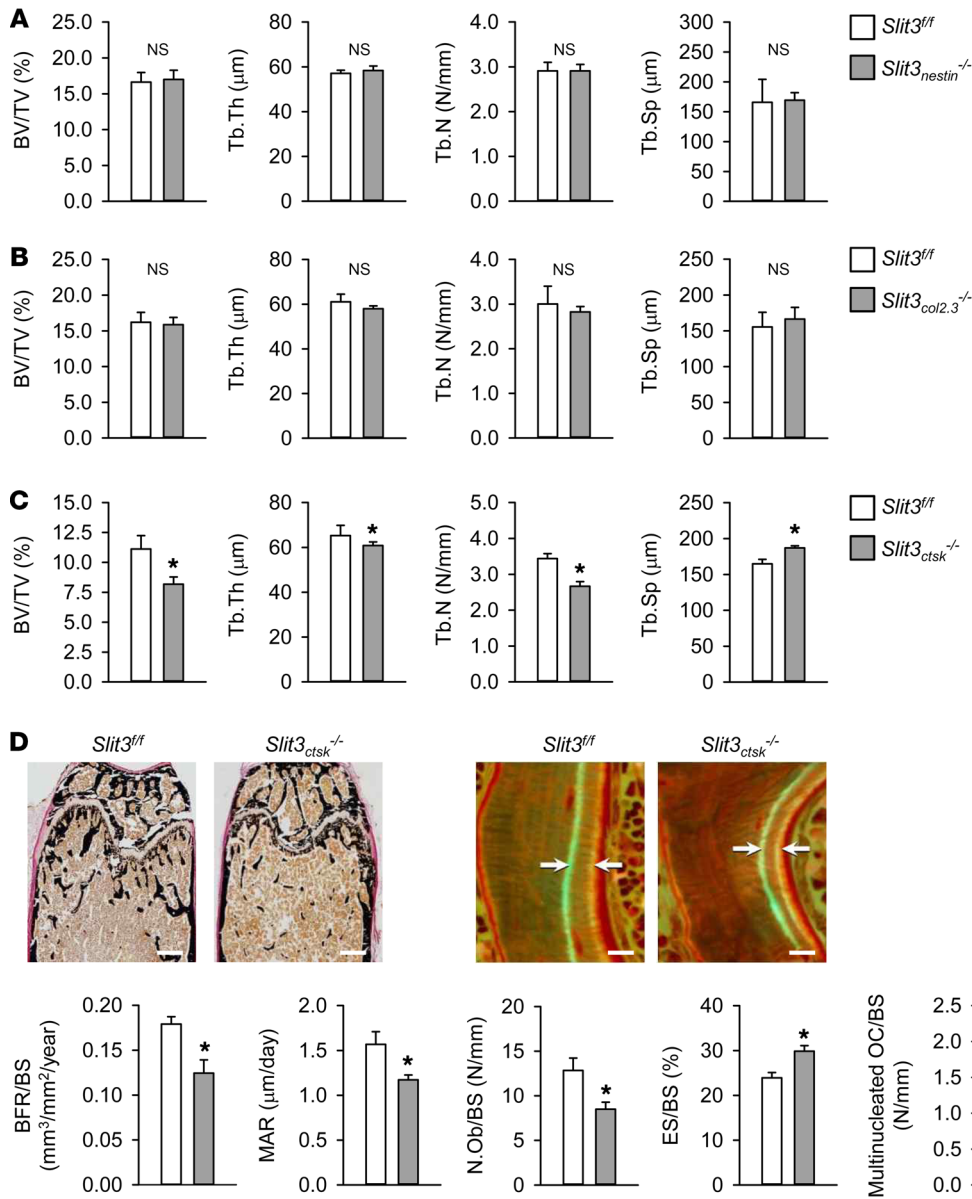 A
BV/TV (%)
25.0
20.0
15.0
10.0
5.0
0.0
NS
Tb.Th (μm)
80
60
40
20
0
NS
Tb.N (N/mm)
4.0
3.0
2.0
1.0
0.0
NS
Tb.Sp (μm)
300
250
200
150
100
50
0
NS
Slit3f/f
Slit3nestin-/-
B
BV/TV (%)
25.0
20.0
15.0
10.0
5.0
0.0
NS
Tb.Th (μm)
80
60
40
20
0
NS
Tb.N (N/mm)
4.0
3.0
2.0
1.0
0.0
NS
Tb.Sp (μm)
250
200
150
100
50
0
NS
Slit3f/f
Slit3col2.3-/-
C
BV/TV (%)
15.0
12.5
10.0
7.5
5.0
2.5
0.0
*
Tb.Th (μm)
80
60
40
20
0
*
Tb.N (N/mm)
5.0
4.0
3.0
2.0
1.0
0.0
*
Tb.Sp (μm)
250
200
150
100
50
0
*
Slit3f/f
Slit3ctsk-/-
D
Slit3f/f
Slit3ctsk-/-
Slit3f/f
Slit3ctsk-/-
BFR/BS
(mm3/mm2/year)
0.20
0.15
0.10
0.05
0.00
*
MAR (μm/day)
2.0
1.5
1.0
0.5
0.0
*
N.Ob/BS (N/mm)
20
15
10
5
0
*
ES/BS (%)
40
30
20
10
0
*
Multinucleated OC/BS
(N/mm)
2.5
2.0
1.5
1.0
0.5
0.0